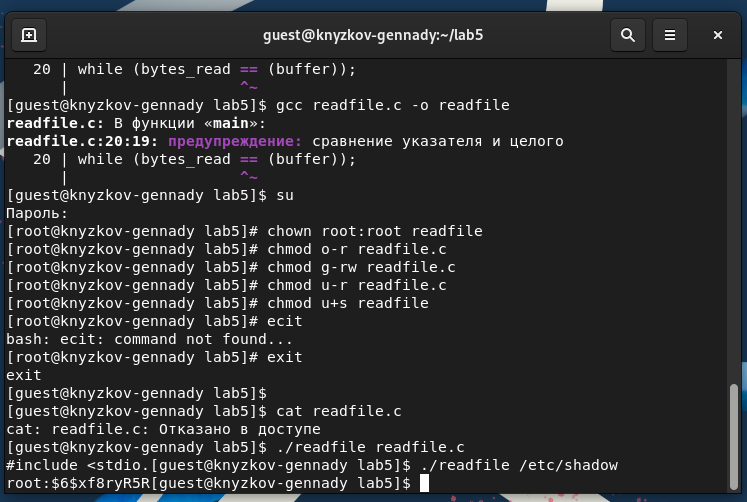 guest@knyzkov-gennady:~/lab5
   20 | while (bytes_read == (buffer));
      |                   ^~
[guest@knyzkov-gennady lab5]$ gcc readfile.c -o readfile
readfile.c: В функции «main»:
readfile.c:20:19: предупреждение: сравнение указателя и целого
   20 | while (bytes_read == (buffer));
      |                   ^~
[guest@knyzkov-gennady lab5]$ su
Пароль:
[root@knyzkov-gennady lab5]# chown root:root readfile
[root@knyzkov-gennady lab5]# chmod o-r readfile.c
[root@knyzkov-gennady lab5]# chmod g-rw readfile.c
[root@knyzkov-gennady lab5]# chmod u-r readfile.c
[root@knyzkov-gennady lab5]# chmod u+s readfile
[root@knyzkov-gennady lab5]# ecit
bash: ecit: command not found...
[root@knyzkov-gennady lab5]# exit
exit
[guest@knyzkov-gennady lab5]$
[guest@knyzkov-gennady lab5]$ cat readfile.c
cat: readfile.c: Отказано в доступе
[guest@knyzkov-gennady lab5]$ ./readfile readfile.c
#include <stdio.[guest@knyzkov-gennady lab5]$ ./readfile /etc/shadow
root:$6$xf8ryR5R[guest@knyzkov-gennady lab5]$